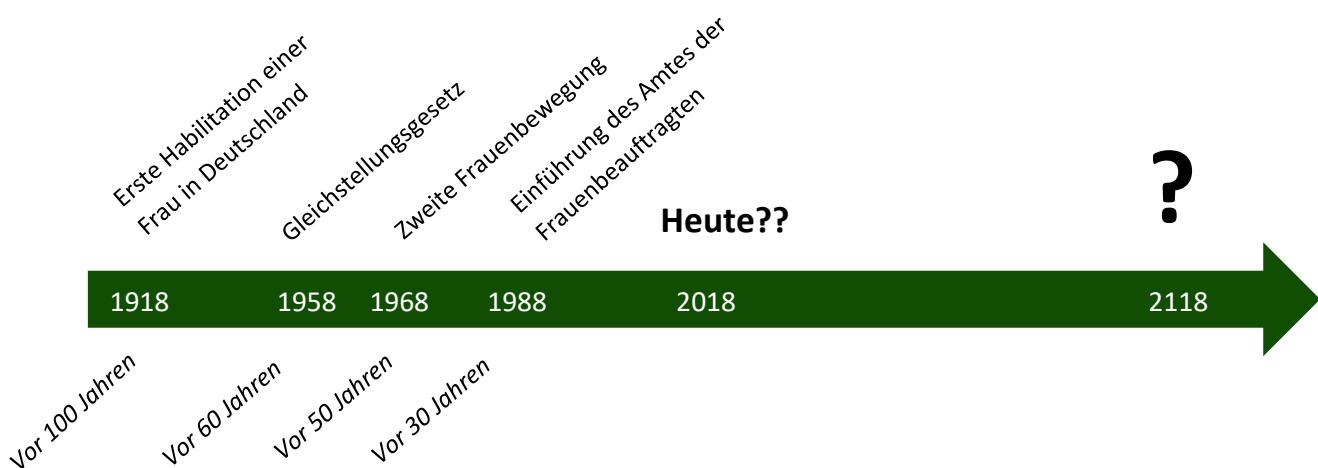 Erste Habilitation einer
Frau in Deutschland
Gleichstellungsgesetz
Zweite Frauenbewegung
Einführung des Amtes der
Frauenbeauftragten
Heute??
?
1918
1958
1968
1988
2018
2118
Vor 100 Jahren
Vor 60 Jahren
Vor 50 Jahren
Vor 30 Jahren